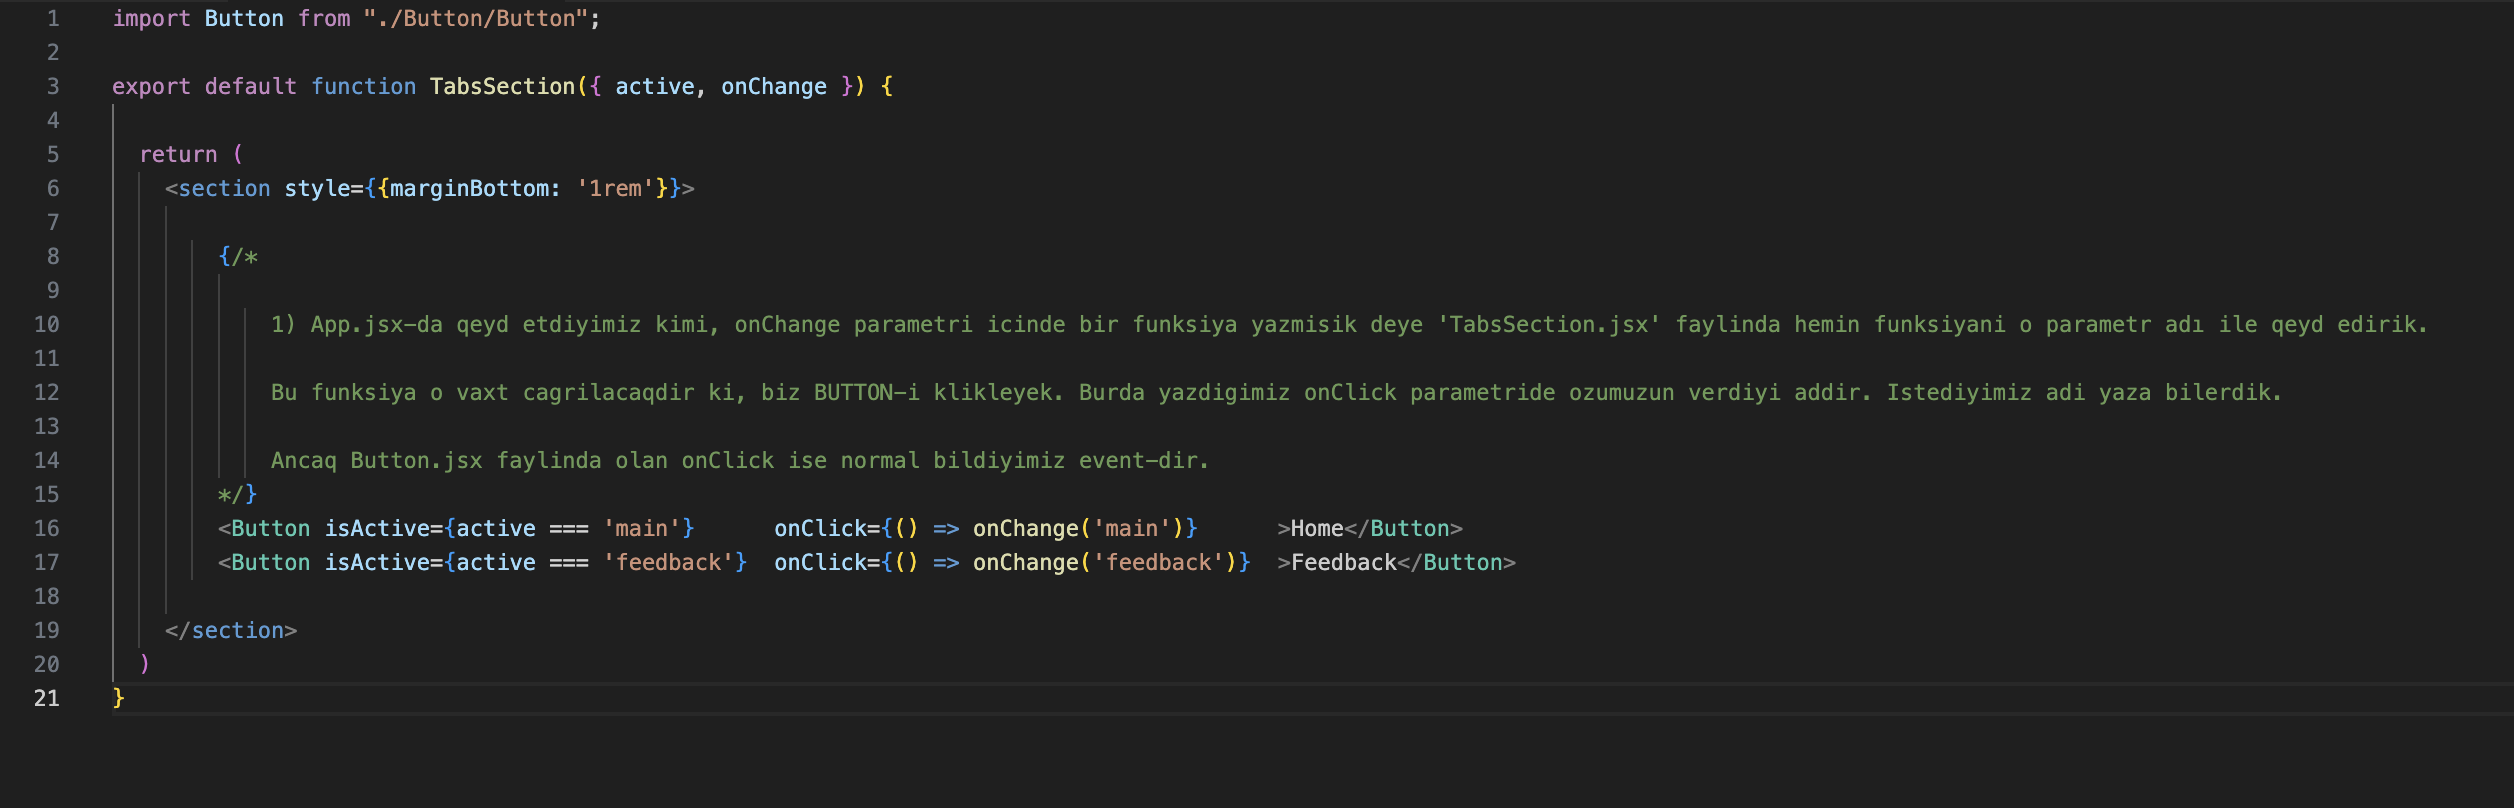 1 import Button from "./Button/Button";
2
3 export default function TabsSection({ active, onChange }) {
4
5 return (
6 <section style={{marginBottom: '1rem'}}>
7
8 {/*
9
10 1) App.jsx-da qeyd etdiyimiz kimi, onChange parametri icinde bir funksiya yazmisik deye 'TabsSection.jsx' faylinda hemin funksiyani o parametr adı ile qeyd edirik.
11
12 Bu funksiya o vaxt cagrilacaqdir ki, biz BUTTON-i klikleyek. Burda yazdigimiz onClick parametride ozumuzun verdiyi addir. Istediyimiz adi yaza bilerdik.
13
14 Ancaq Button.jsx faylinda olan onClick ise normal bildiyimiz event-dir.
15 */}
16 <Button isActive={active === 'main'} onClick={() => onChange('main')} >Home</Button>
17 <Button isActive={active === 'feedback'} onClick={() => onChange('feedback')} >Feedback</Button>
18
19 </section>
20 )
21 }